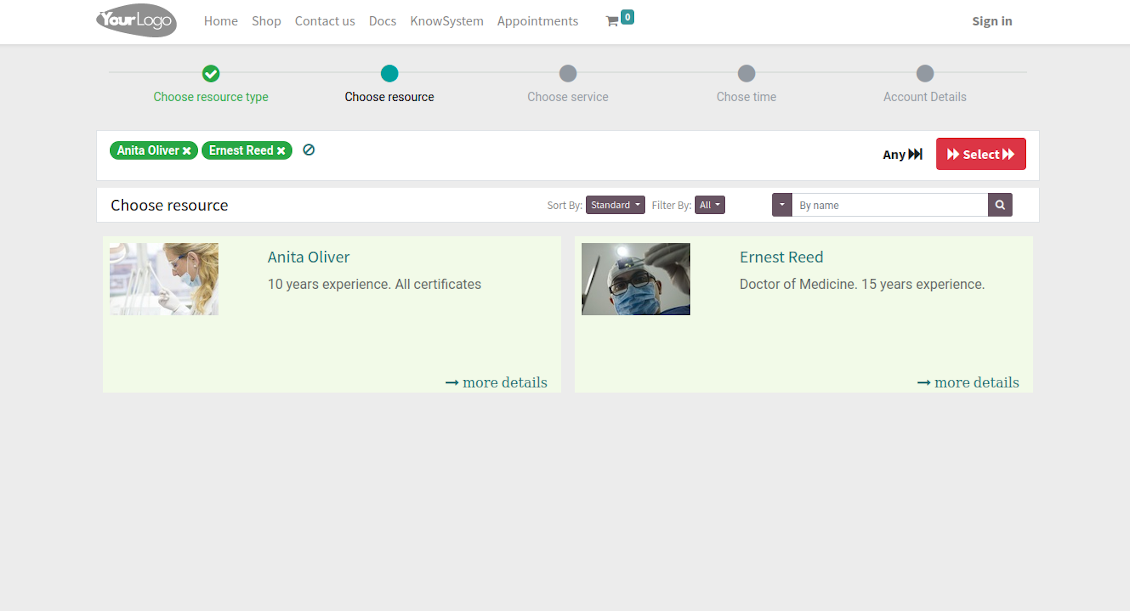 YourLogo Home Shop Contact us Docs KnowSystem Appointments 0 Sign in
Choose resource type Choose resource Choose service Chose time Account Details
Anita Oliver Ernest Reed Any Select
Choose resource Sort By: Standard Filter By: All By name
Anita Oliver
10 years experience. All certificates
more details
Ernest Reed
Doctor of Medicine. 15 years experience.
more details